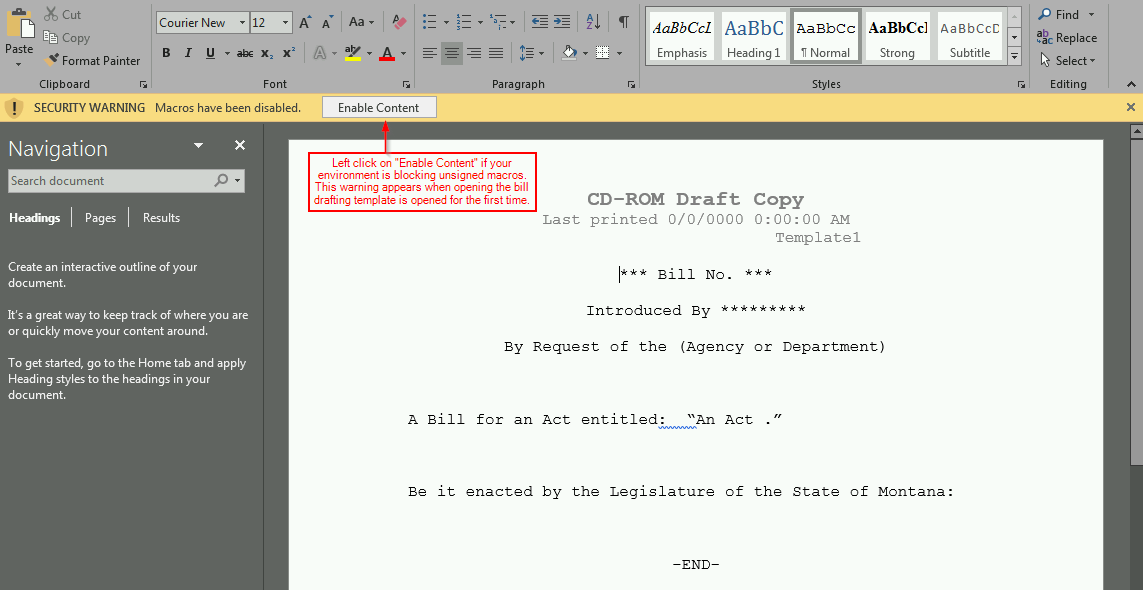 Cut
Copy
Paste
Format Painter
Clipboard
Courier New 12 A A Aa
B I U abc x₂ x² A ab A
Font
Paragraph
AaBbCcL AaBbC AaBbCc AaBbCcl AaBbCcD
Emphasis Heading 1 ¶ Normal Strong Subtitle
Styles
Find
Replace
Select
Editing
SECURITY WARNING Macros have been disabled. Enable Content
Left click on "Enable Content" if your
environment is blocking unsigned macros.
This warning appears when opening the bill
drafting template is opened for the first time.
Navigation
Search document
Headings Pages Results
Create an interactive outline of your
document.
It's a great way to keep track of where you are
or quickly move your content around.
To get started, go to the Home tab and apply
Heading styles to the headings in your
document.
CD-ROM Draft Copy
Last printed 0/0/0000 0:00:00 AM
Template1
*** Bill No. ***
Introduced By *********
By Request of the (Agency or Department)
A Bill for an Act entitled:  “An Act .”
Be it enacted by the Legislature of the State of Montana:
-END-